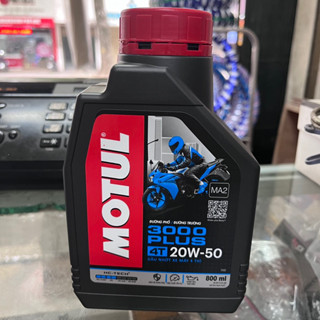 MOTUL
MA2
ĐƯỜNG PHỐ - ĐƯỜNG TRƯỜNG
3000
PLUS
4T 20W-50
HC-TECH
800 ml